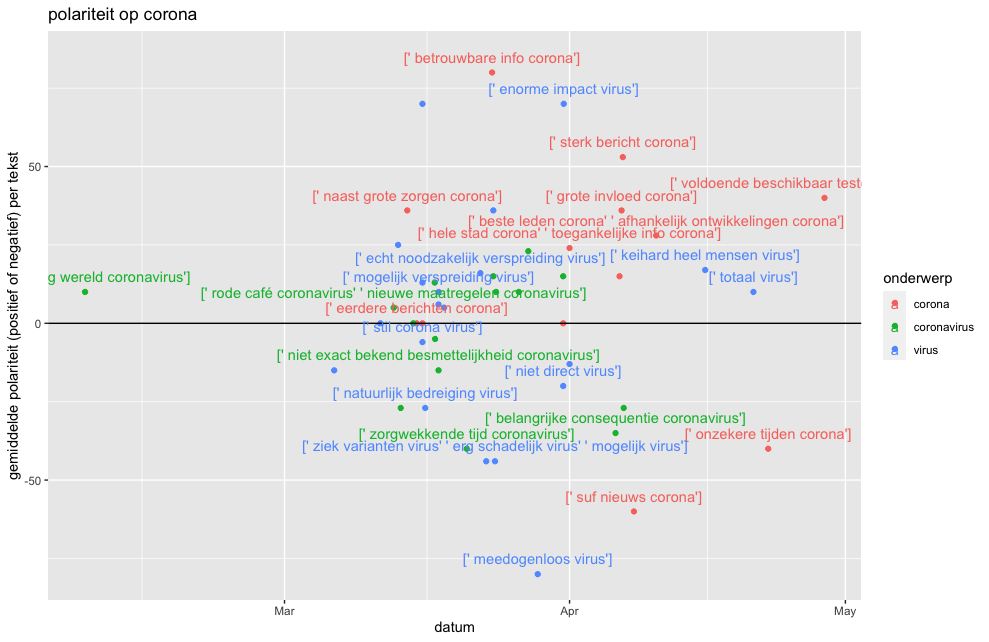 polariteit op corona
gemiddelde polariteit (positief of negatief) per tekst
50
0
-50
[' betrouwbare info corona']
[' enorme impact virus']
[' sterk bericht corona']
[' voldoende beschikbaar test
[' naast grote zorgen corona']
[' grote invloed corona']
[' beste leden corona' ' afhankelijk ontwikkelingen corona']
[' hele stad corona' ' toegankelijke info corona']
[' echt noodzakelijk verspreiding virus']
[' keihard heel mensen virus']
g wereld coronavirus']
[' mogelijk verspreiding virus']
[' totaal virus']
[' rode café coronavirus' ' nieuwe maatregelen coronavirus']
[' eerdere berichten corona']
[' stil corona virus']
[' niet exact bekend besmettelijkheid coronavirus']
[' niet direct virus']
[' natuurlijk bedreiging virus']
[' belangrijke consequentie coronavirus']
[' zorgwekkende tijd coronavirus']
[' onzekere tijden corona']
[' ziek varianten virus' ' erg schadelijk virus' ' mogelijk virus']
[' suf nieuws corona']
[' meedogenloos virus']
Mar
Apr
May
datum
onderwerp
a corona
a coronavirus
a virus